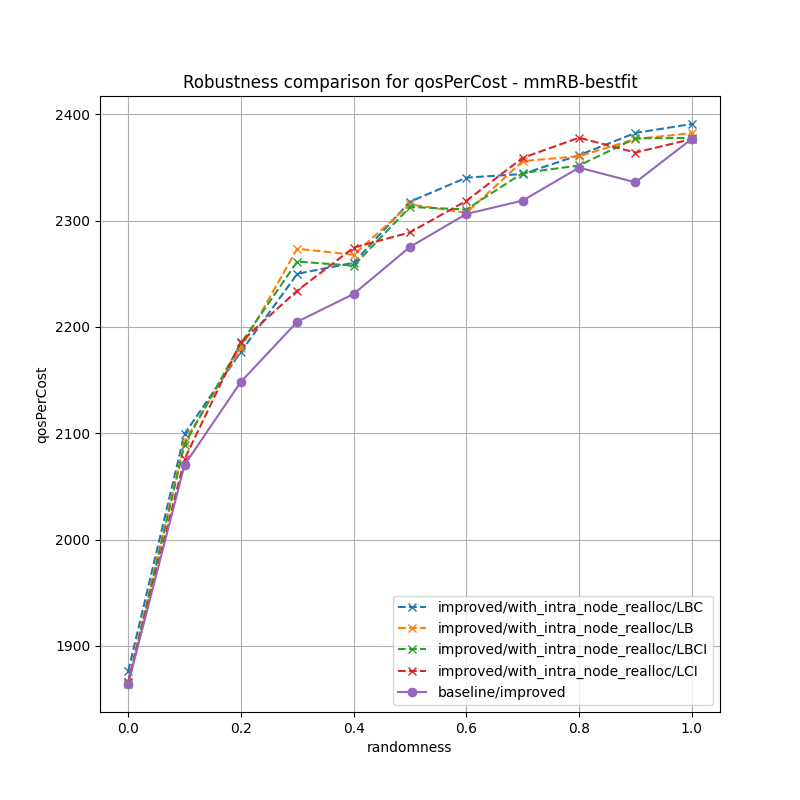 Robustness comparison for qosPerCost - mmRB-bestfit
2400
2300
2200
2100
2000
1900
qosPerCost
improved/with_intra_node_realloc/LBC
improved/with_intra_node_realloc/LB
improved/with_intra_node_realloc/LBCI
improved/with_intra_node_realloc/LCI
baseline/improved
0.0 0.2 0.4 0.6 0.8 1.0
randomness